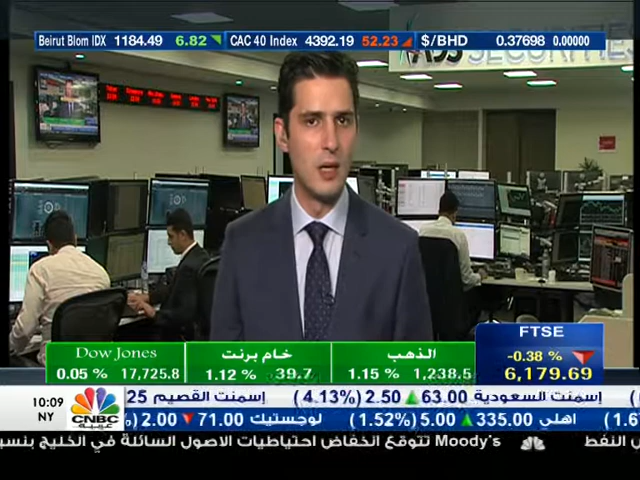 Beirut Blom IDX 1184.49 6.82 CAC 40 Index 4392.19 52.23 $/BHD 0.37698 0.00000
ADS SECURITIES
FTSE
-0.38 %
6,179.69
Dow Jones خام برنت الذهب
0.05 % 17,725.8 1.12 % 39.7 1.15 % 1,238.5
10:09
NY
CNBC
عربية
إسمنت السعودية 63.00 2.50 (4.13%) إسمنت القصيم 25
اهلي 335.00 5.00 (1.52%) لوجستيك 71.00 2.00
النفط Moody's تتوقع انخفاض احتياطيات الاصول السائلة في الخليج بنس